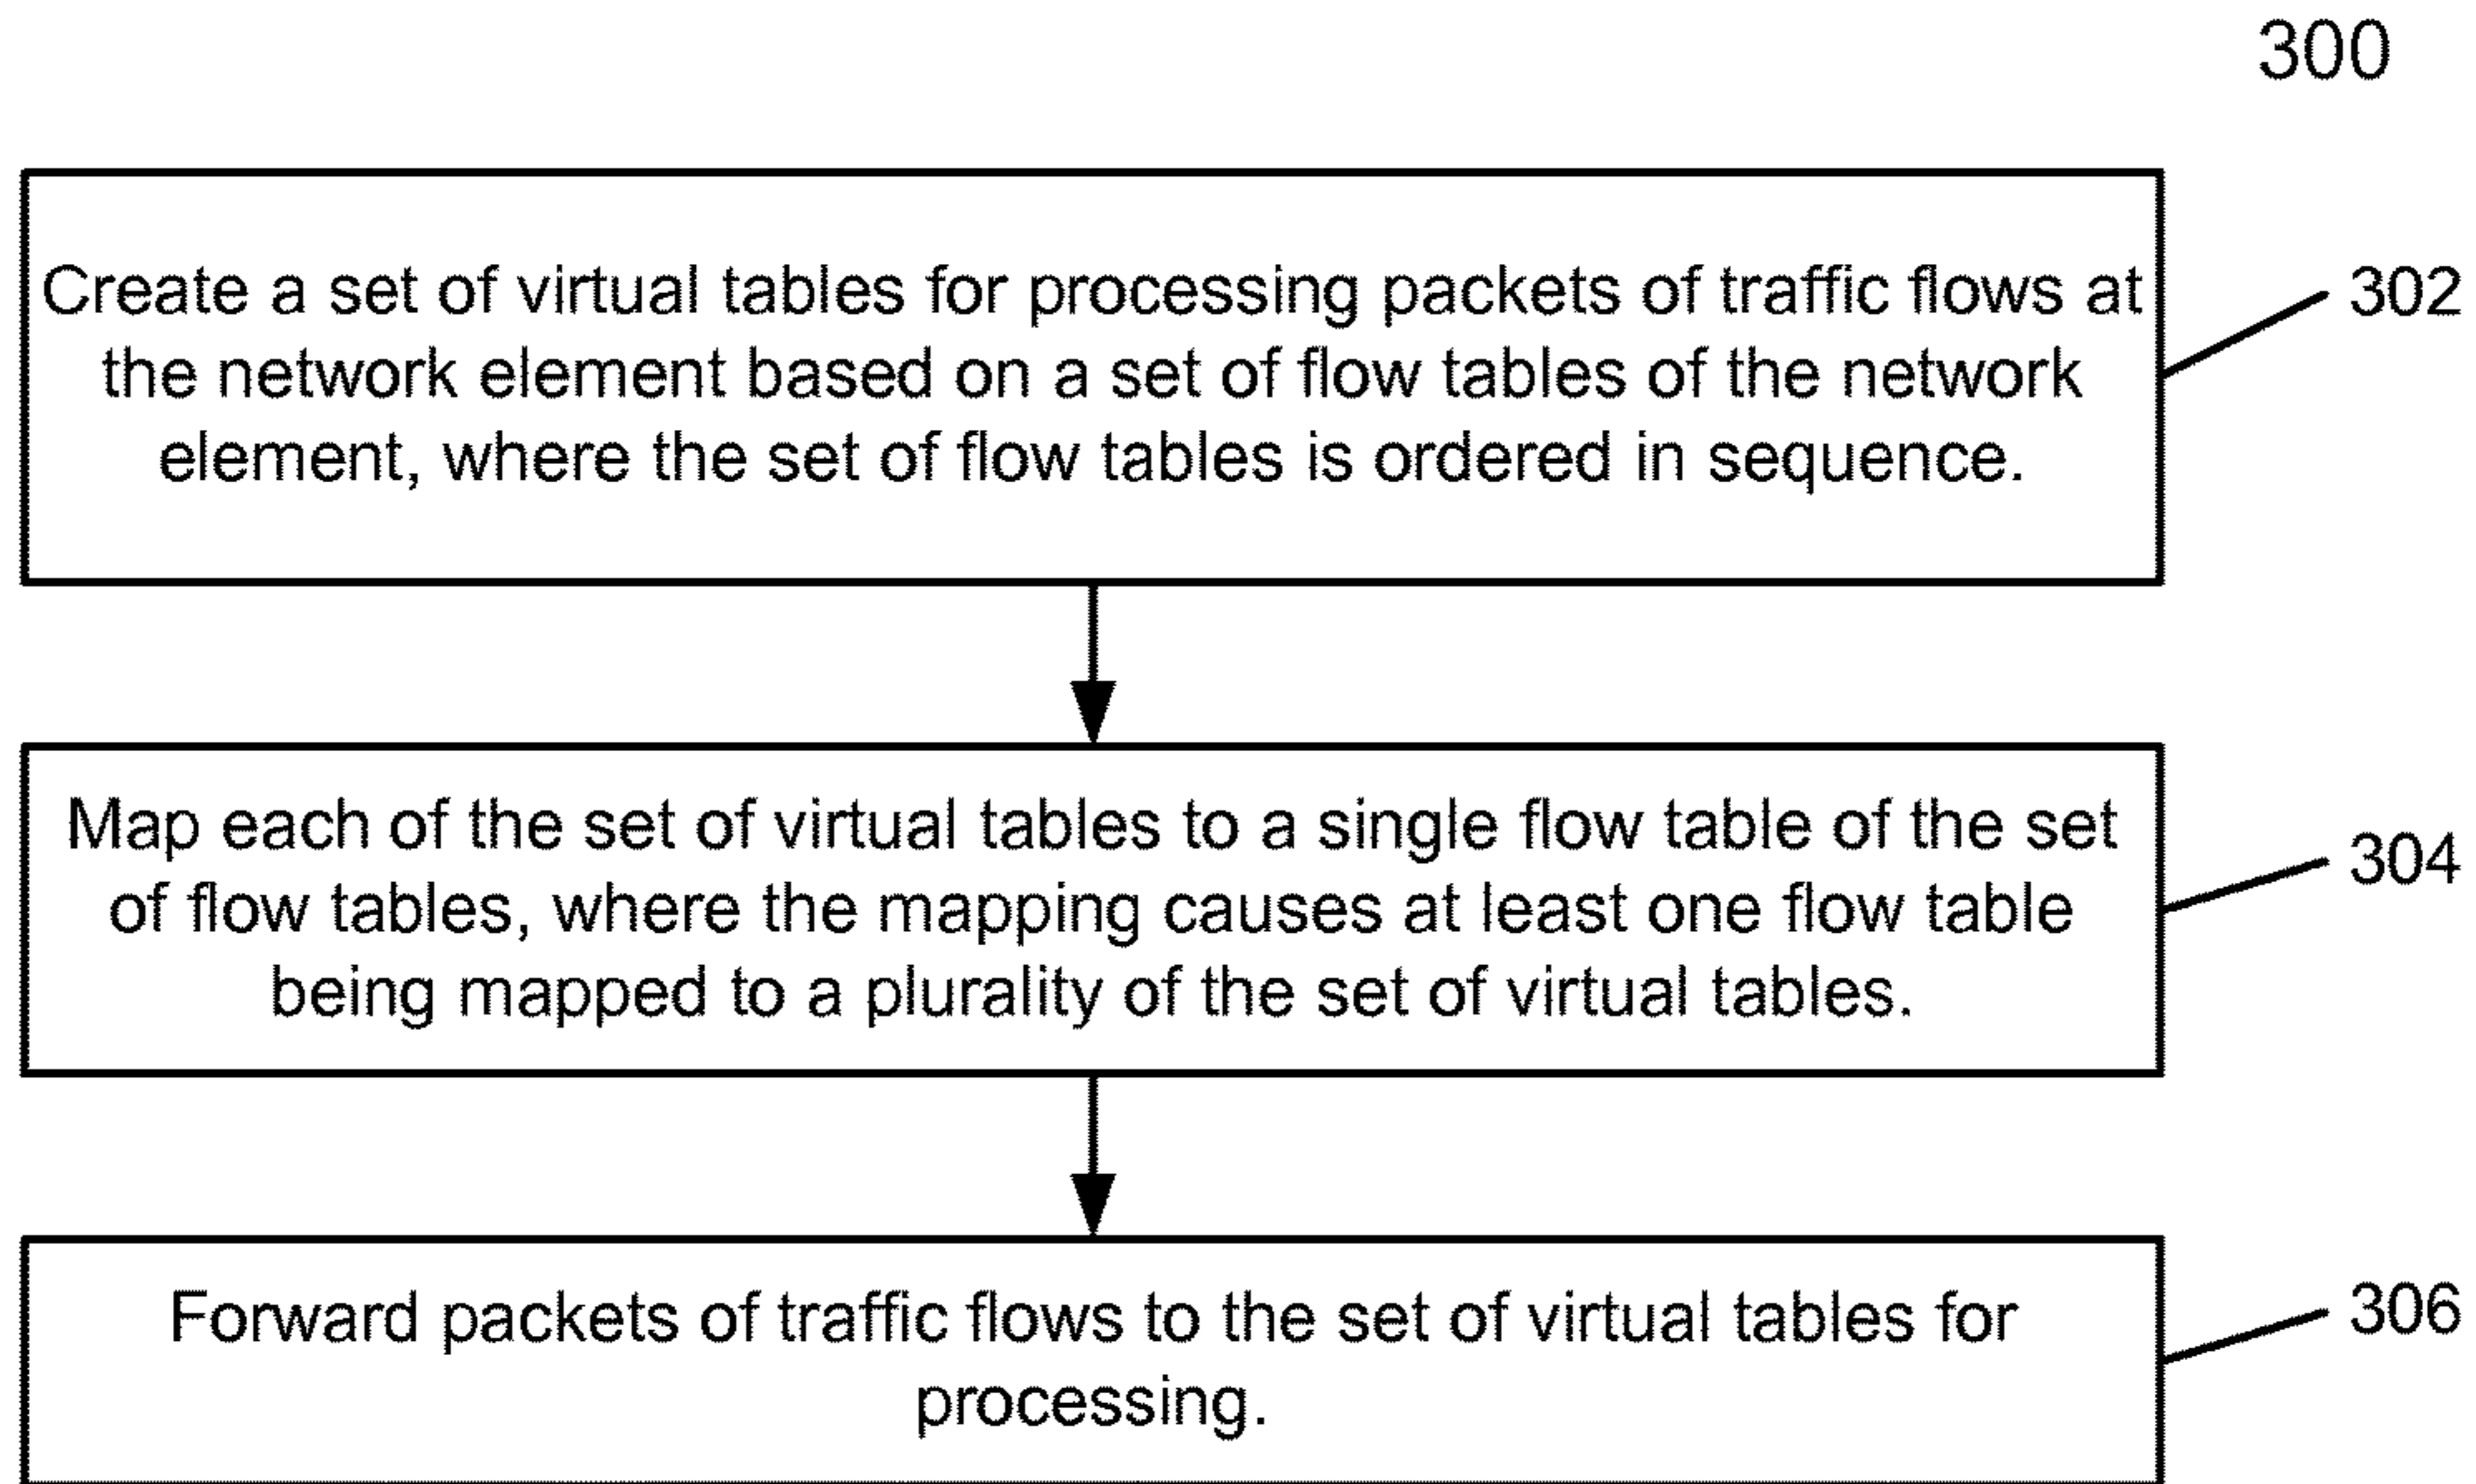 300
Create a set of virtual tables for processing packets of traffic flows at
the network element based on a set of flow tables of the network
element, where the set of flow tables is ordered in sequence.
302
Map each of the set of virtual tables to a single flow table of the set
of flow tables, where the mapping causes at least one flow table
being mapped to a plurality of the set of virtual tables.
304
Forward packets of traffic flows to the set of virtual tables for
processing.
306